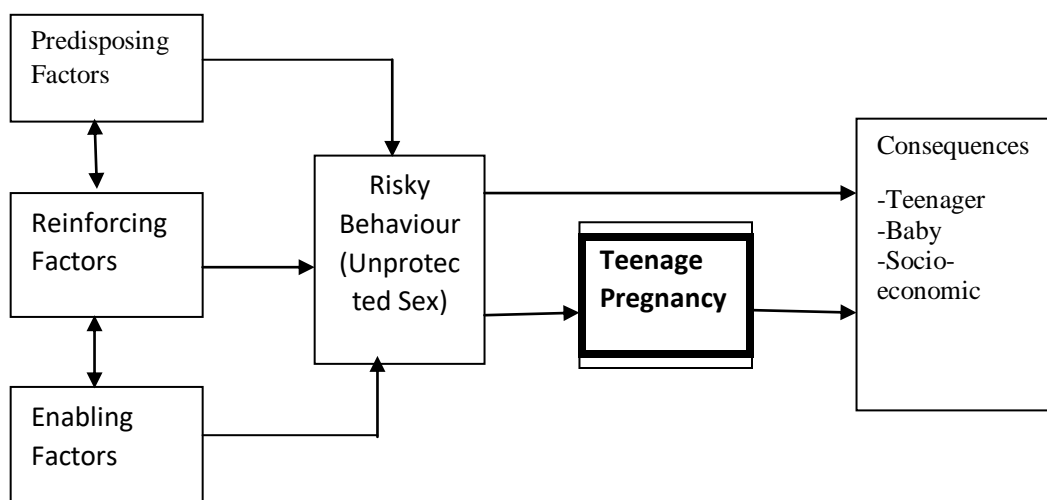 Predisposing
Factors
Reinforcing
Factors
Enabling
Factors
Risky
Behaviour
(Unprotec
ted Sex)
Teenage
Pregnancy
Consequences
-Teenager
-Baby
-Socio-
economic